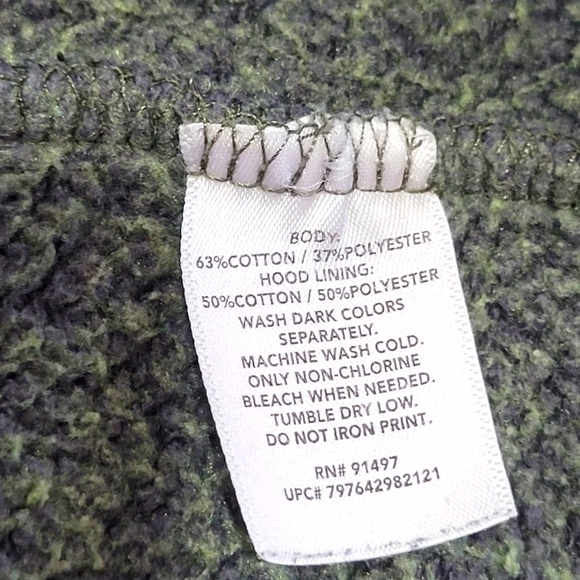 BODY:
63%COTTON / 37%POLYESTER
HOOD LINING:
50%COTTON / 50%POLYESTER
WASH DARK COLORS
SEPARATELY.
MACHINE WASH COLD.
ONLY NON-CHLORINE
BLEACH WHEN NEEDED.
TUMBLE DRY LOW.
DO NOT IRON PRINT.
RN# 91497
UPC# 797642982121